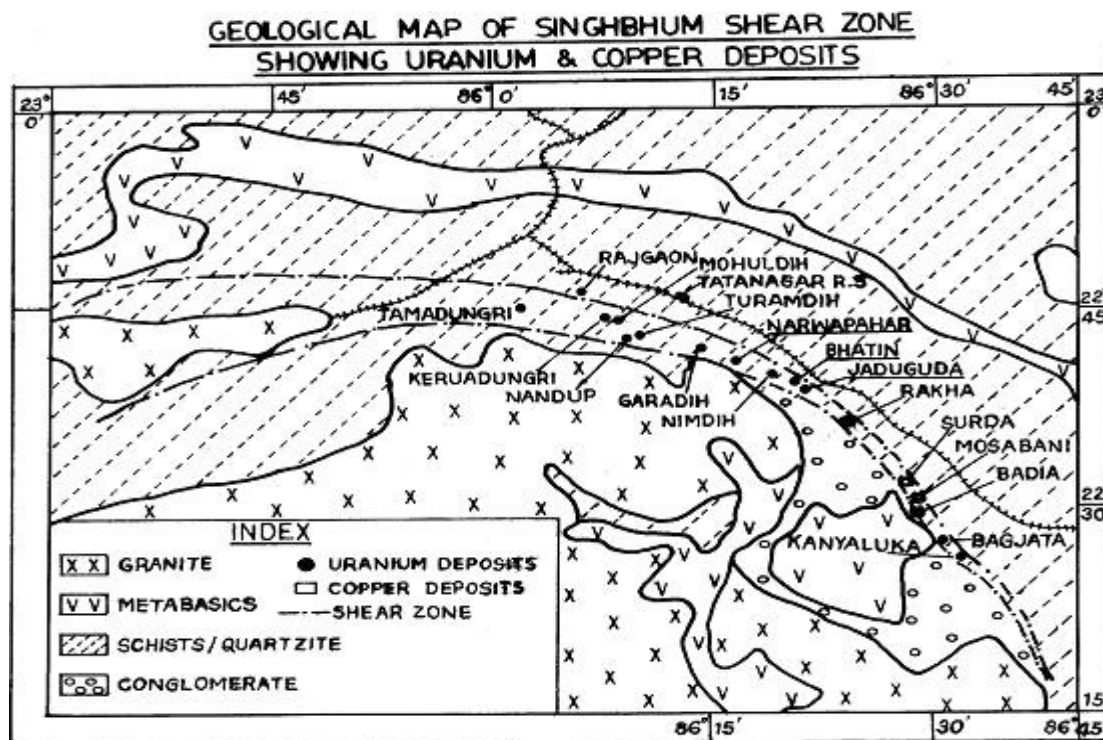 GEOLOGICAL MAP OF SINGHBHUM SHEAR ZONE
SHOWING URANIUM & COPPER DEPOSITS
23° 45' 86° 0' 15' 86° 30' 45' 23
0' 0'
RAJGAON
MOHULDIH
TATANAGAR R.S
TURAMDIH
TAMADUNGRI
22
45
NARWAPAHAR
BHATIN
JADUGUDA
RAKHA
KERUADUNGRI
NANDUP
GARADIH
NIMDIH
SURDA
MOSABANI
BADIA
22
30
KANYALUKA
BAGJATA
INDEX
X X GRANITE
V V METABASICS
SCHISTS/QUARTZITE
CONGLOMERATE
URANIUM DEPOSITS
COPPER DEPOSITS
SHEAR ZONE
15
86° 15' 30' 86° 45